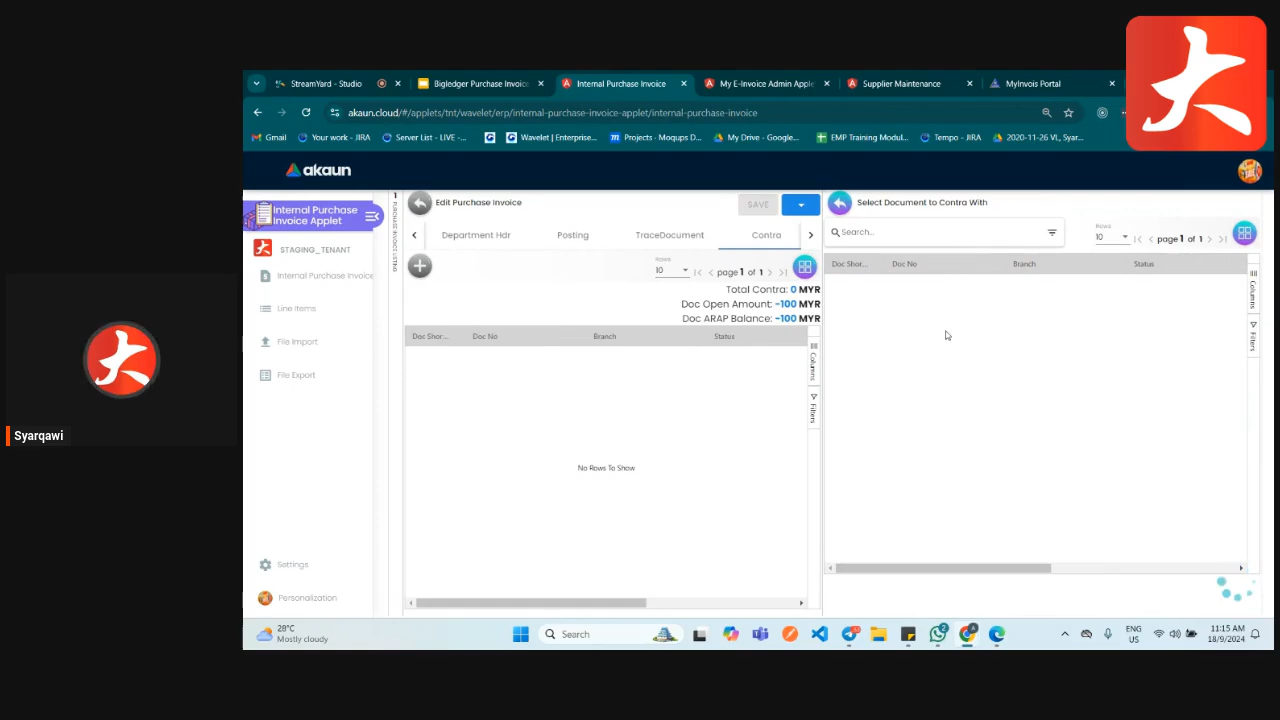 StreamYard - Studio
Bigledger Purchase Invoice
Internal Purchase Invoice
My E-Invoice Admin Apple
Supplier Maintenance
MyInvois Portal
akaun.cloud/#/applets/tnt/wavelet/erp/internal-purchase-invoice-applet/internal-purchase-invoice
Gmail
Your work - JIRA
Server List - LIVE -...
Wavelet | Enterprise...
Projects - Moqups D...
My Drive - Google...
EMP Training Modul...
Tempo - JIRA
2020-11-26 VL, Syar...
akaun
Internal Purchase
Invoice Applet
STAGING_TENANT
Internal Purchase Invoice
Line Items
File Import
File Export
Settings
Personalization
1 PURCHASE INVOICE LISTING
Edit Purchase Invoice
SAVE
Department Hdr
Posting
TraceDocument
Contra
Rows
10
page 1 of 1
Total Contra: 0 MYR
Doc Open Amount: -100 MYR
Doc ARAP Balance: -100 MYR
Doc Shor...
Doc No
Branch
Status
Columns
Filters
No Rows To Show
Select Document to Contra With
Search...
Rows
10
page 1 of 1
Doc Shor...
Doc No
Branch
Status
Columns
Filters
Syarqawi
28°C
Mostly cloudy
Search
ENG
US
11:15 AM
18/9/2024